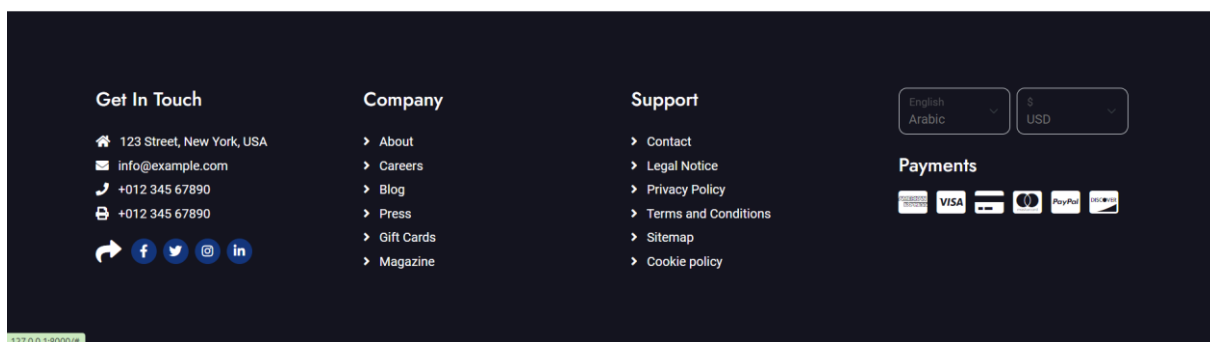 Get In Touch
123 Street, New York, USA
info@example.com
+012 345 67890
+012 345 67890
Company
About
Careers
Blog
Press
Gift Cards
Magazine
Support
Contact
Legal Notice
Privacy Policy
Terms and Conditions
Sitemap
Cookie policy
English
Arabic
$
USD
Payments
VISA
PayPal
DISCOVER
127.0.0.1:8000/#